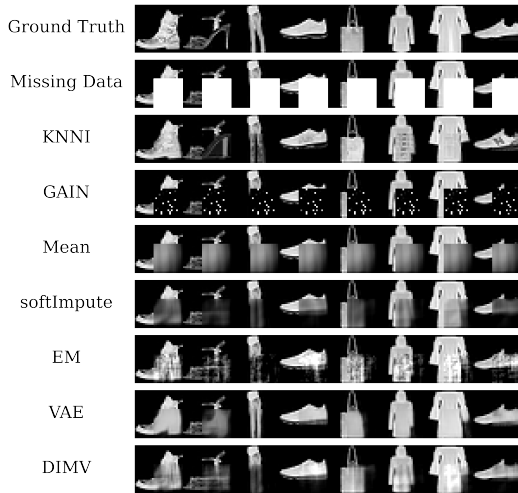 Ground Truth
Missing Data
KNNI
GAIN
Mean
softImpute
EM
VAE
DIMV